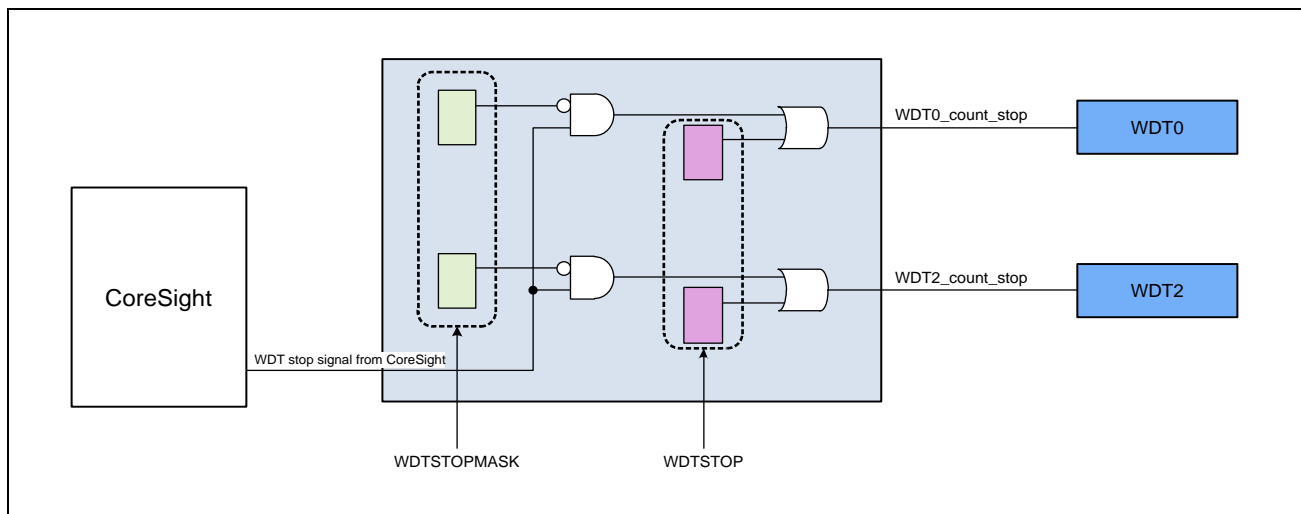 WDT0_count_stop
WDT0
CoreSight
WDT2_count_stop
WDT2
WDT stop signal from CoreSight
WDTSTOPMASK
WDTSTOP